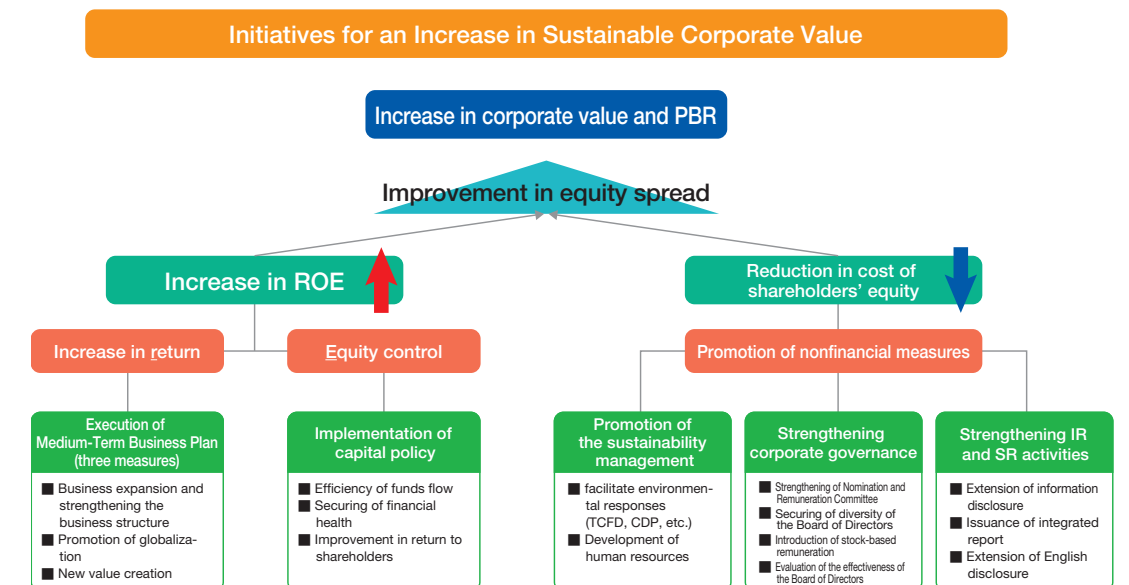 Initiatives for an Increase in Sustainable Corporate Value
Increase in corporate value and PBR
Improvement in equity spread
Increase in ROE
Reduction in cost of
shareholders’ equity
Increase in return
Equity control
Promotion of nonfinancial measures
Execution of
Medium-Term Business Plan
(three measures)
■ Business expansion and
strengthening the
business structure
■ Promotion of globaliza-
tion
■ New value creation
Implementation of
capital policy
■ Efficiency of funds flow
■ Securing of financial
health
■ Improvement in return to
shareholders
Promotion of
the sustainability
management
■ facilitate environmen-
tal responses
(TCFD, CDP, etc.)
■ Development of
human resources
Strengthening
corporate governance
■ Strengthening of Nomination and
Remuneration Committee
■ Securing of diversity of
the Board of Directors
■ Introduction of stock-based
remuneration
■ Evaluation of the effectiveness of
the Board of Directors
Strengthening IR
and SR activities
■ Extension of information
disclosure
■ Issuance of integrated
report
■ Extension of English
disclosure